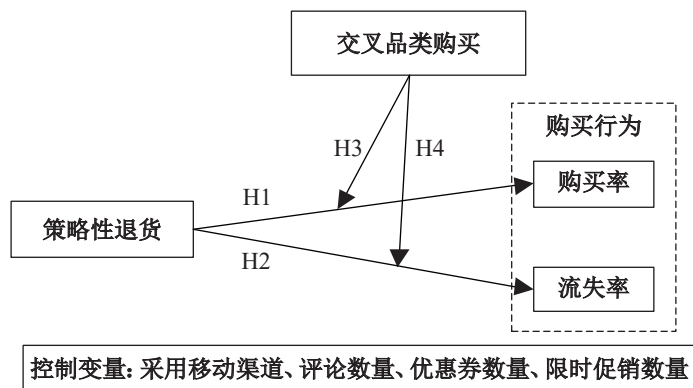 交叉品类购买
购买行为
H3
H4
购买率
H1
策略性退货
H2
流失率
控制变量：采用移动渠道、评论数量、优惠券数量、限时促销数量